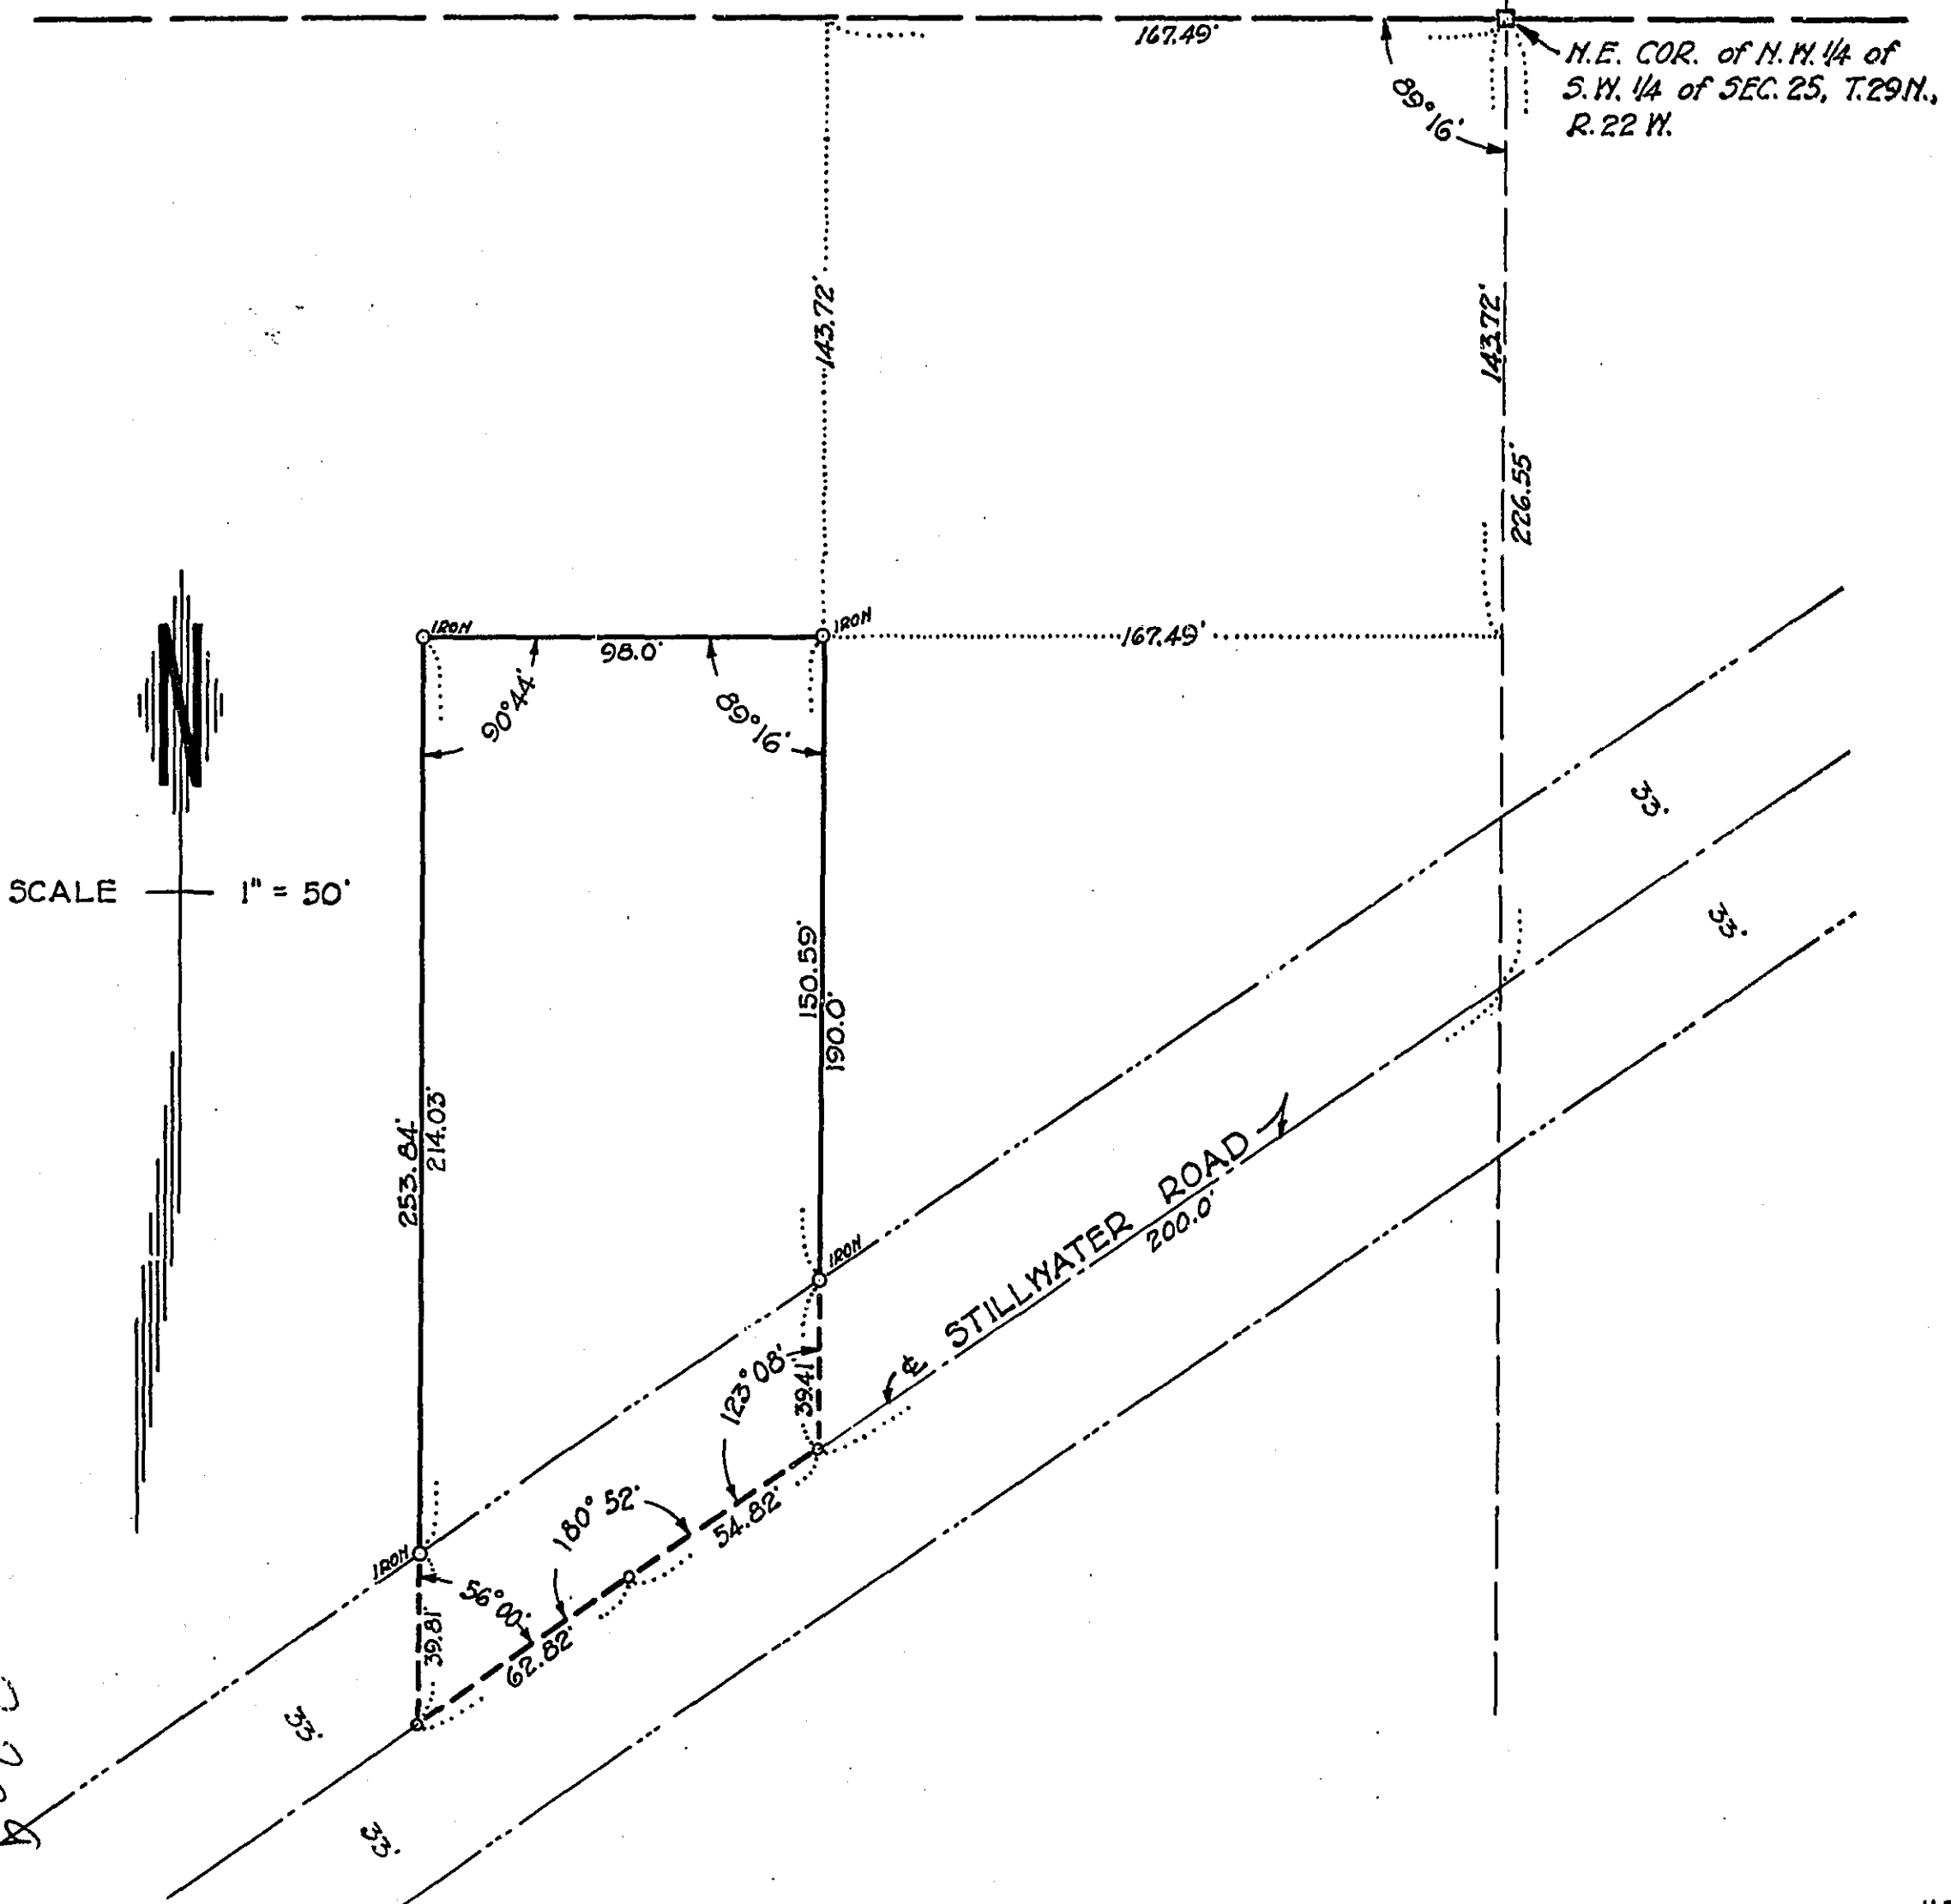 167.49'
N.E. COR. of N.W. 1/4 of
S.W. 1/4 of SEC. 25, T.29N.,
R.22 W.
89°16'
143.72'
143.72'
226.55'
IRON
98.0'
IRON
167.49'
90°44'
89°16'
N
33'
SCALE 1" = 50'
33'
150.59'
190.0'
253.84'
214.03'
STILLWATER ROAD
200.0'
IRON
123°08'
39.41'
℄
180°52'
54.82'
IRON
56°00'
39.81'
62.82'
33'
33'